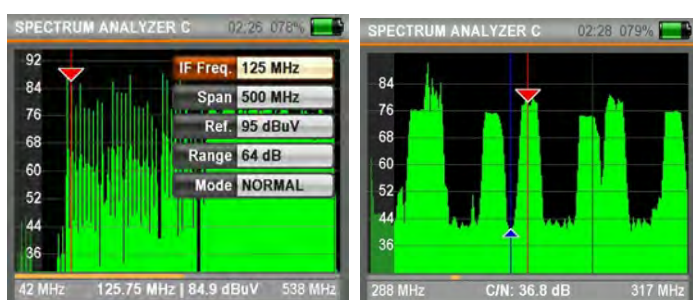 SPECTRUM ANALYZER C 02:26 078%
92
84
76
68
60
52
44
36
IF Freq. 125 MHz
Span 500 MHz
Ref. 95 dBuV
Range 64 dB
Mode NORMAL
42 MHz 125.75 MHz | 84.9 dBuV 538 MHz
SPECTRUM ANALYZER C 02:28 079%
84
76
68
60
52
44
36
288 MHz C/N: 36.8 dB 317 MHz